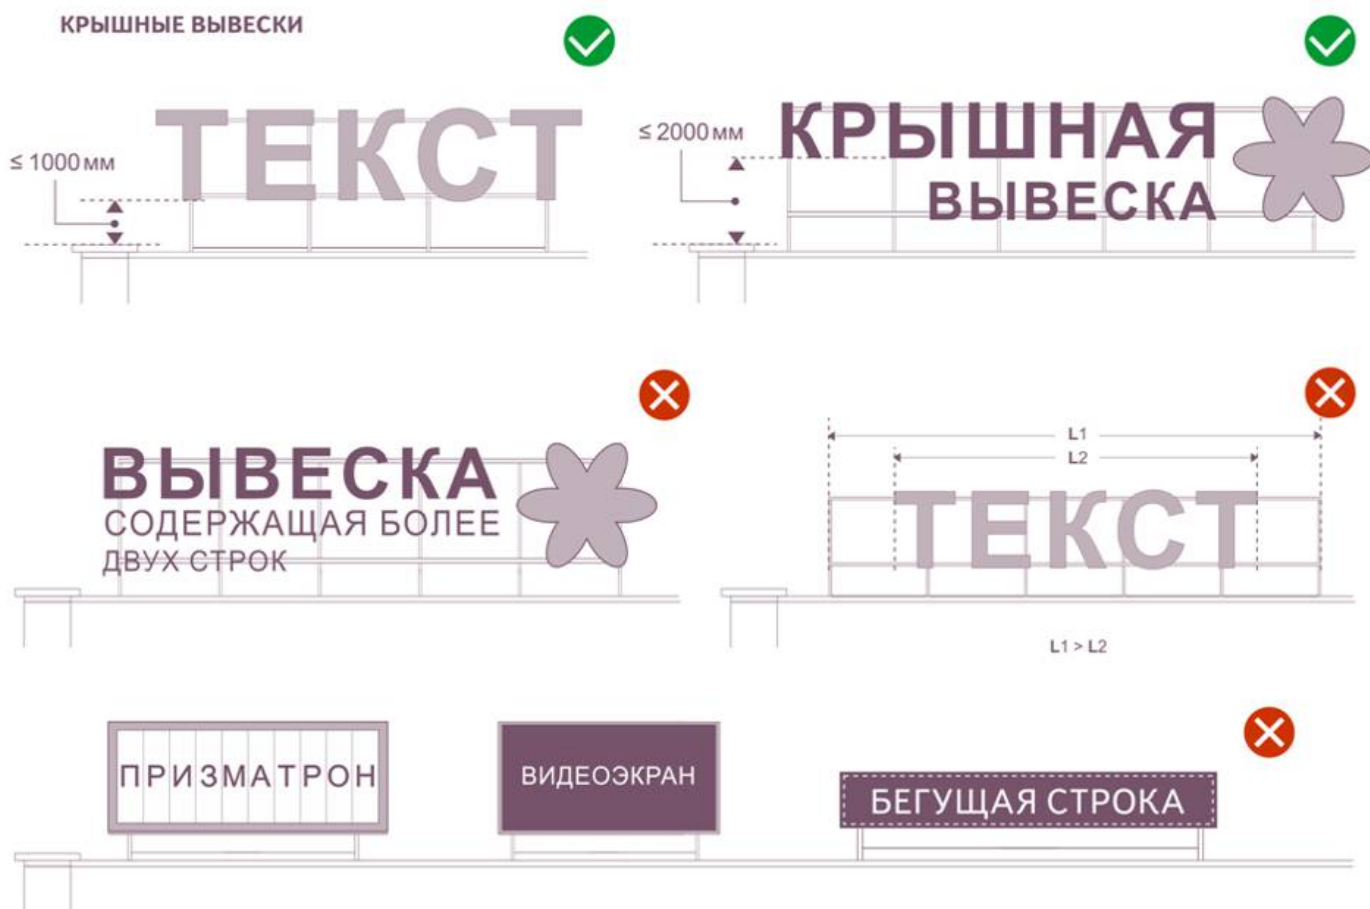 КРЫШНЫЕ ВЫВЕСКИ
ТЕКСТ
≤ 1000 мм
КРЫШНАЯ
ВЫВЕСКА
≤ 2000 мм
ВЫВЕСКА
СОДЕРЖАЩАЯ БОЛЕЕ
ДВУХ СТРОК
L1
L2
ТЕКСТ
L1 > L2
ПРИЗМАТРОН
ВИДЕОЭКРАН
БЕГУЩАЯ СТРОКА